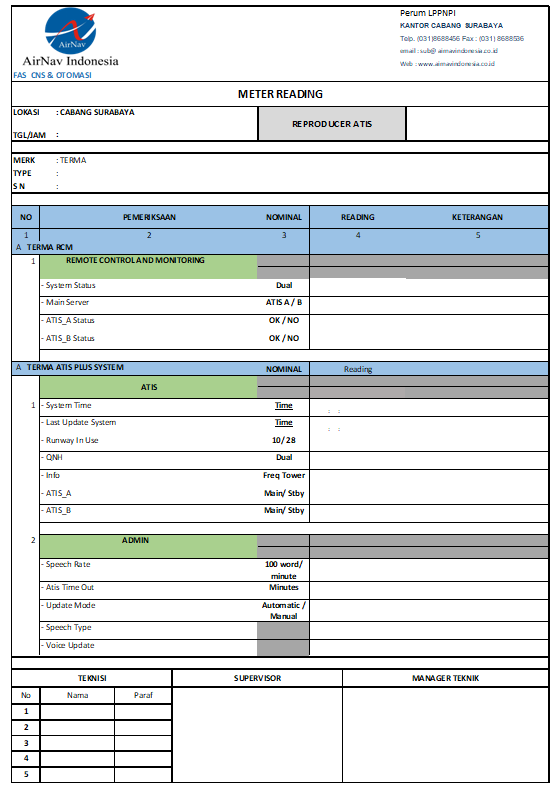 Perum LPPNPI
KANTOR CABANG SURABAYA
Telp. (031)8688456 Fax : (031) 8688536
email : sub@airnavindonesia.co.id
Web : www.airnavindonesia.co.id
AirNav
AirNav Indonesia
FAS CNS & OTOMASI
METER READING
LOKASI : CABANG SURABAYA
REPRODUCER ATIS
TGL/JAM :
MERK : TERMA
TYPE :
S N :
NO PEMERIKSAAN NOMINAL READING KETERANGAN
1 2 3 4 5
A TERMA RCM
1 REMOTE CONTROL AND MONITORING
- System Status Dual
- Main Server ATIS A / B
- ATIS_A Status OK / NO
- ATIS_B Status OK / NO
A TERMA ATIS PLUS SYSTEM NOMINAL Reading
ATIS
1 - System Time Time : :
- Last Update System Time : :
- Runway In Use 10/ 28
- QNH Dual
- Info Freq Tower
- ATIS_A Main/ Stby
- ATIS_B Main/ Stby
2 ADMIN
- Speech Rate 100 word/
minute
- Atis Time Out Minutes
- Update Mode Automatic /
Manual
- Speech Type
- Voice Update
TEKNISI SUPERVISOR MANAGER TEKNIK
No Nama Paraf
1
2
3
4
5